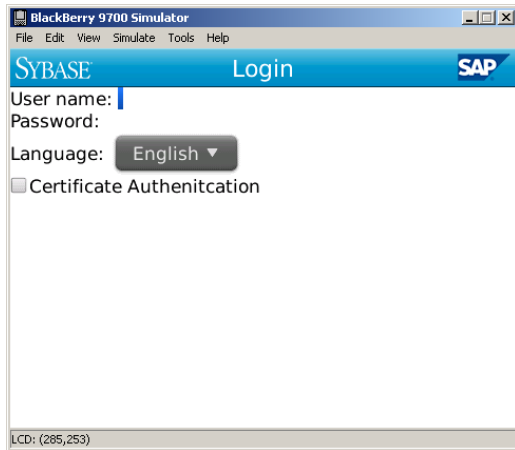 BlackBerry 9700 Simulator
File Edit View Simulate Tools Help
SYBASE Login SAP
User name:
Password:
Language: English
Certificate Authenitcation
LCD: (285,253)